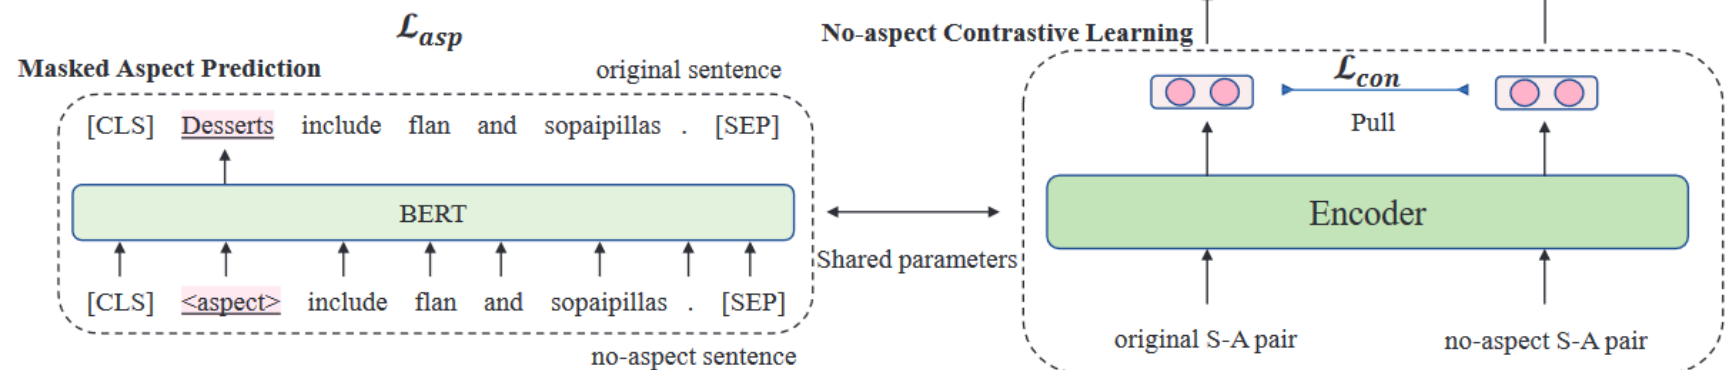 ℒasp
Masked Aspect Prediction
original sentence
[CLS] Desserts include flan and sopaipillas . [SEP]
BERT
[CLS] <aspect> include flan and sopaipillas . [SEP]
no-aspect sentence
Shared parameters
No-aspect Contrastive Learning
ℒcon
Pull
Encoder
original S-A pair
no-aspect S-A pair